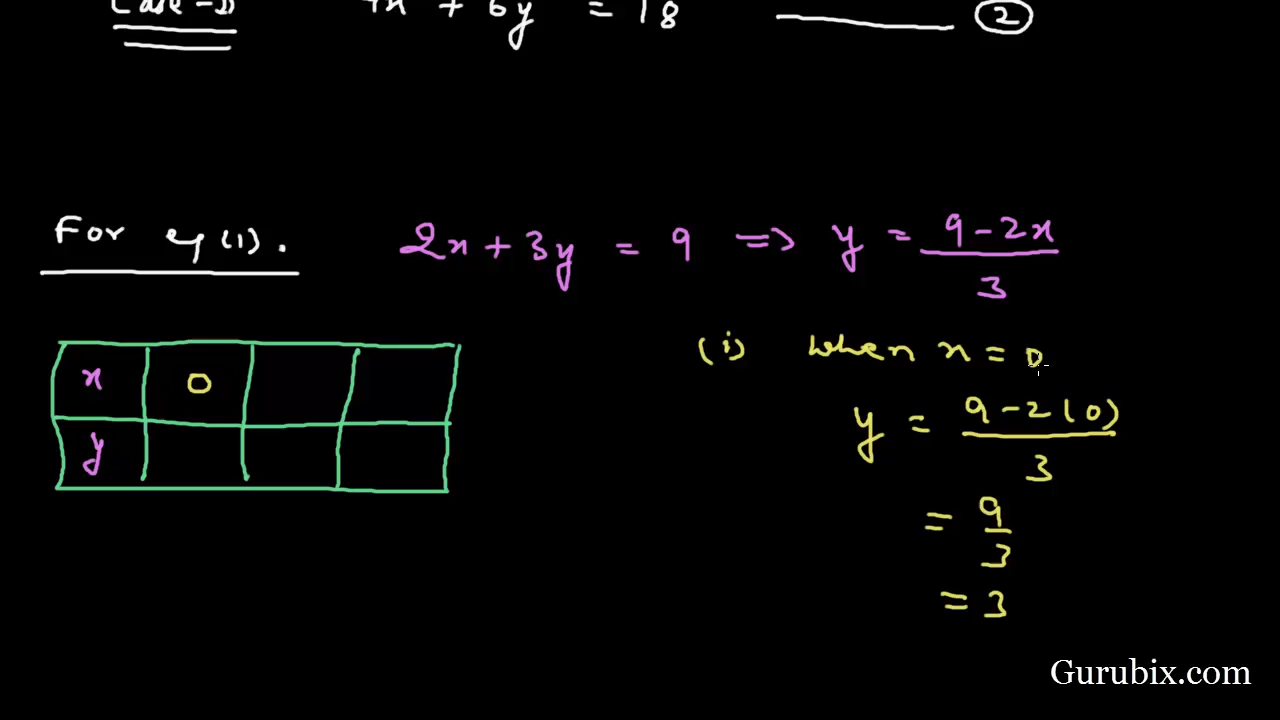 Case-I 4x + 6y = 18 ——— ②
For eq (1). 2x + 3y = 9 => y = (9-2x)/3
x 0
y
(i) when x = 0
y = (9-2(0))/3
= 9/3
= 3
Gurubix.com